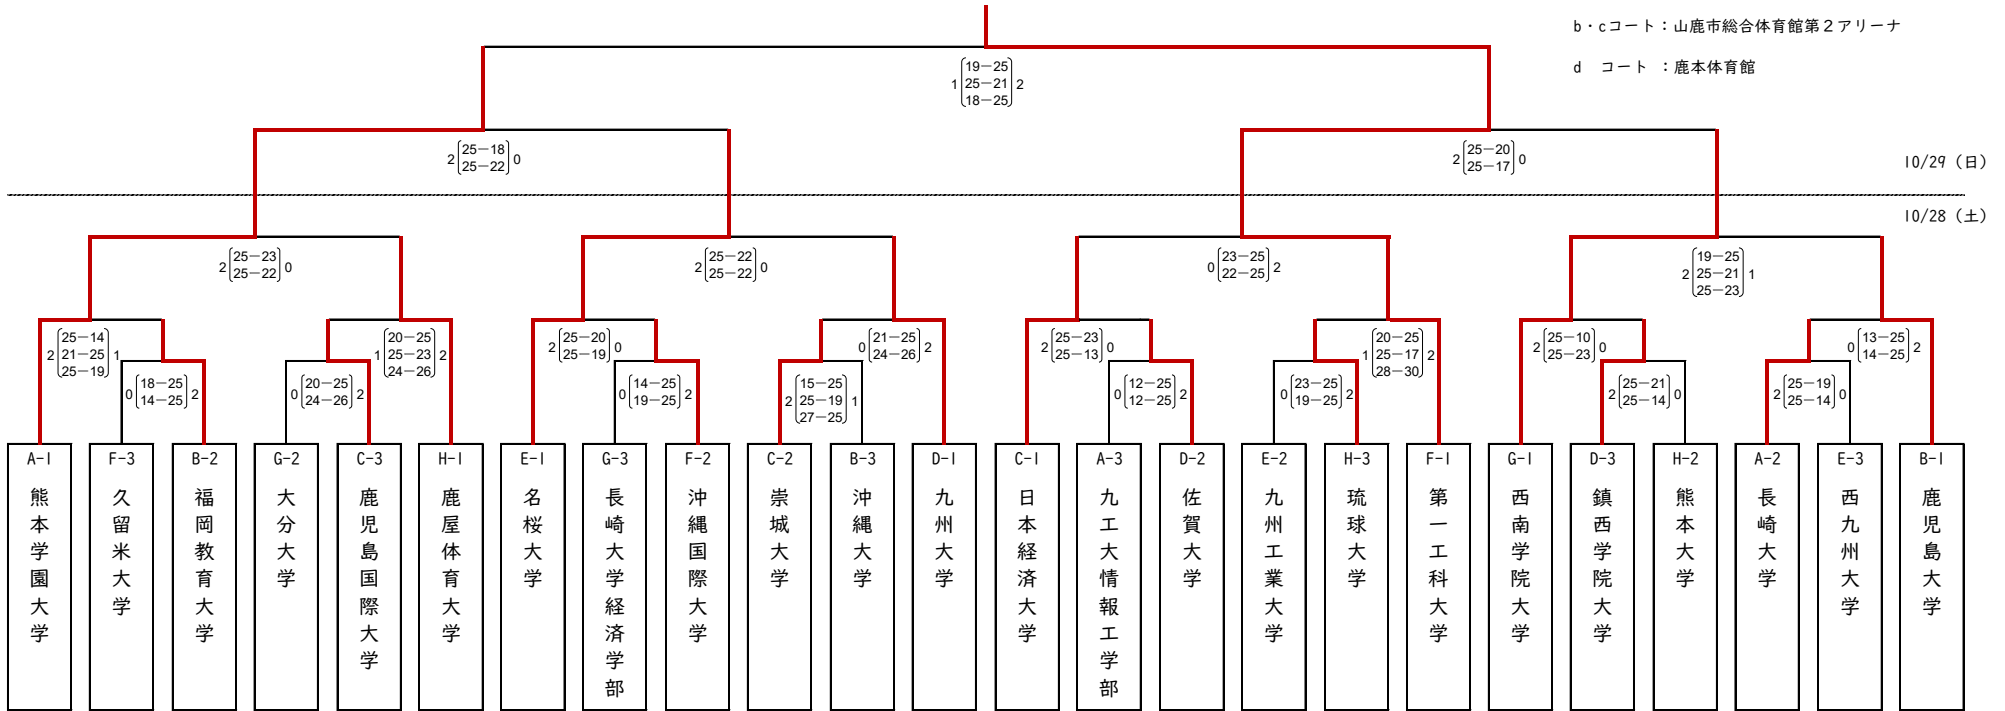 b・cコート：山鹿市総合体育館第２アリーナ
d　コート　：鹿本体育館
1 19－25 25－21 18－25 2
2 25－18 25－22 0
2 25－20 25－17 0
10/29（日）
10/28（土）
2 25－23 25－22 0
2 25－22 25－22 0
0 23－25 22－25 2
2 19－25 25－21 25－23 1
2 25－14 21－25 25－19 1
1 20－25 25－23 24－26 2
2 25－20 25－19 0
0 21－25 24－26 2
2 25－23 25－13 0
1 20－25 25－17 28－30 2
2 25－10 25－23 0
0 13－25 14－25 2
0 18－25 14－25 2
0 20－25 24－26 2
0 14－25 19－25 2
2 15－25 25－19 27－25 1
0 12－25 12－25 2
0 23－25 19－25 2
2 25－21 25－14 0
2 25－19 25－14 0
A-1 熊本学園大学
F-3 久留米大学
B-2 福岡教育大学
G-2 大分大学
C-3 鹿児島国際大学
H-1 鹿屋体育大学
E-1 名桜大学
G-3 長崎大学経済学部
F-2 沖縄国際大学
C-2 崇城大学
B-3 沖縄大学
D-1 九州大学
C-1 日本経済大学
A-3 九工大情報工学部
D-2 佐賀大学
E-2 九州工業大学
H-3 琉球大学
F-1 第一工科大学
G-1 西南学院大学
D-3 鎮西学院大学
H-2 熊本大学
A-2 長崎大学
E-3 西九州大学
B-1 鹿児島大学